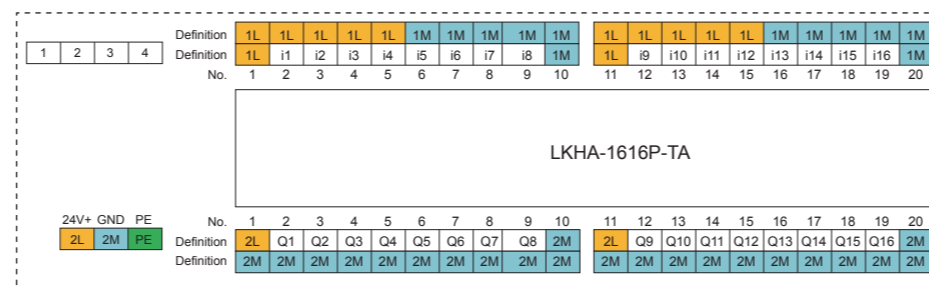 Definition 1L 1L 1L 1L 1L 1M 1M 1M 1M 1M 1L 1L 1L 1L 1L 1M 1M 1M 1M 1M
1 2 3 4 Definition 1L i1 i2 i3 i4 i5 i6 i7 i8 1M 1L i9 i10 i11 i12 i13 i14 i15 i16 1M
No. 1 2 3 4 5 6 7 8 9 10 11 12 13 14 15 16 17 18 19 20
LKHA-1616P-TA
24V+ GND PE No. 1 2 3 4 5 6 7 8 9 10 11 12 13 14 15 16 17 18 19 20
2L 2M PE Definition 2L Q1 Q2 Q3 Q4 Q5 Q6 Q7 Q8 2M 2L Q9 Q10 Q11 Q12 Q13 Q14 Q15 Q16 2M
Definition 2M 2M 2M 2M 2M 2M 2M 2M 2M 2M 2M 2M 2M 2M 2M 2M 2M 2M 2M 2M